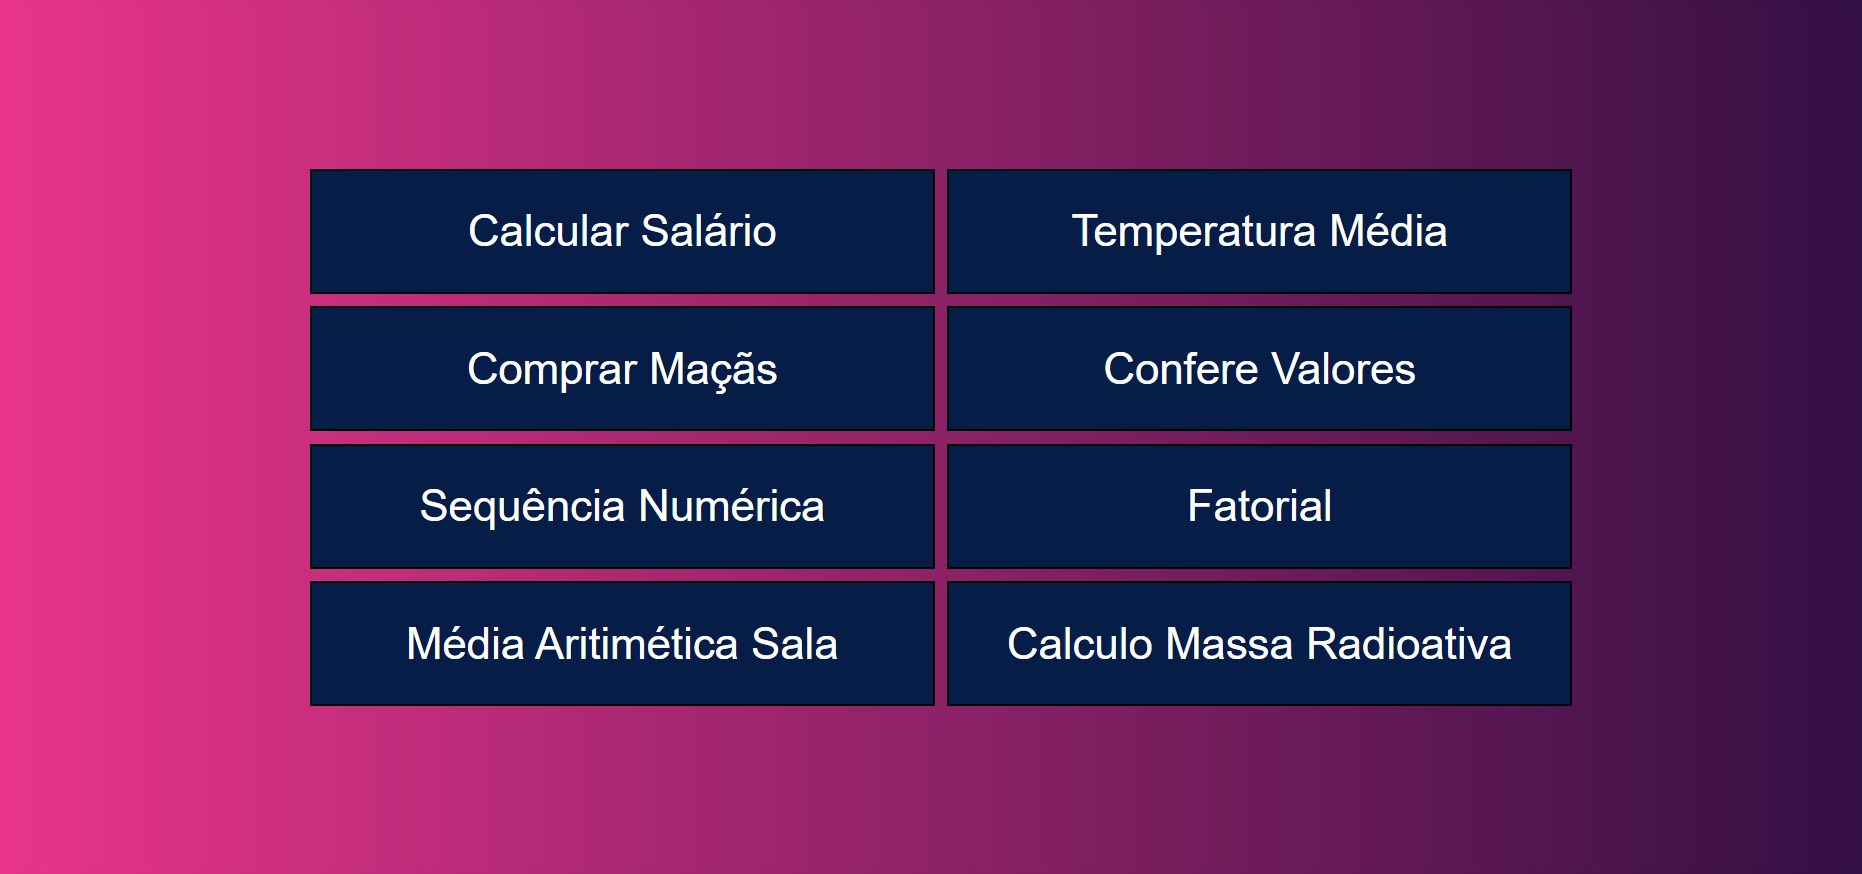 Calcular Salário
Temperatura Média
Comprar Maçãs
Confere Valores
Sequência Numérica
Fatorial
Média Aritimética Sala
Calculo Massa Radioativa